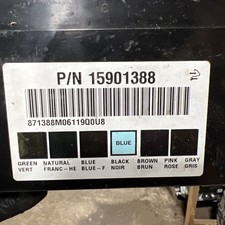 P/N 15901388
871388M06119Q0U8
BLUE
GREEN NATURAL BLUE BLACK BROWN PINK GRAY
VERT FRANC-HE BLUE-F NOIR BRUN ROSE GRIS